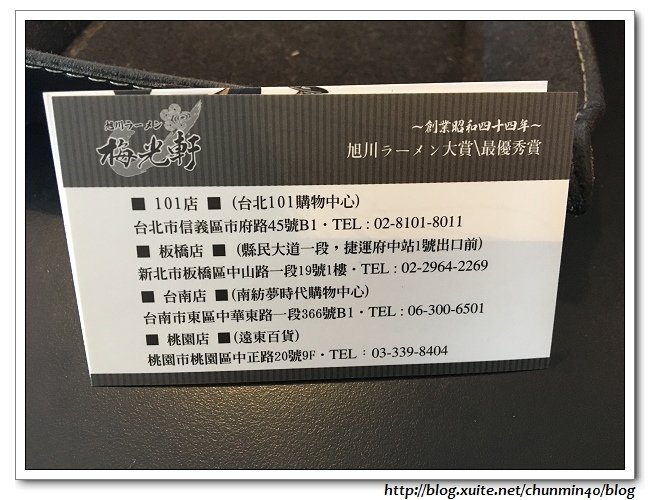 旭川ラーメン
梅光軒
～創業昭和四十四年～
旭川ラーメン大賞\最優秀賞
■ 101店 ■ (台北101購物中心)
台北市信義區市府路45號B1・TEL : 02-8101-8011
■ 板橋店 ■ (縣民大道一段，捷運府中站1號出口前)
新北市板橋區中山路一段19號1樓・TEL : 02-2964-2269
■ 台南店 ■(南紡夢時代購物中心)
台南市東區中華東路一段366號B1・TEL : 06-300-6501
■ 桃園店 ■(遠東百貨)
桃園市桃園區中正路20號9F・TEL： 03-339-8404
http://blog.xuite.net/chunmin40/blog